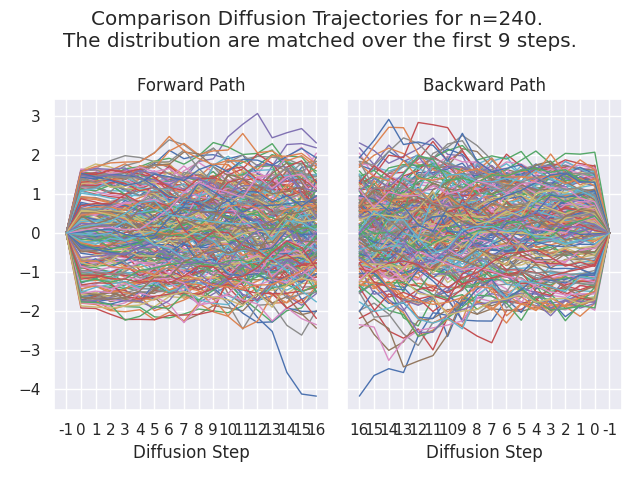 Comparison Diffusion Trajectories for n=240.
The distribution are matched over the first 9 steps.
Forward Path
Backward Path
3
2
1
0
−1
−2
−3
−4
-1 0 1 2 3 4 5 6 7 8 9 10 11 12 13 14 15 16
16 15 14 13 12 11 10 9 8 7 6 5 4 3 2 1 0 -1
Diffusion Step
Diffusion Step